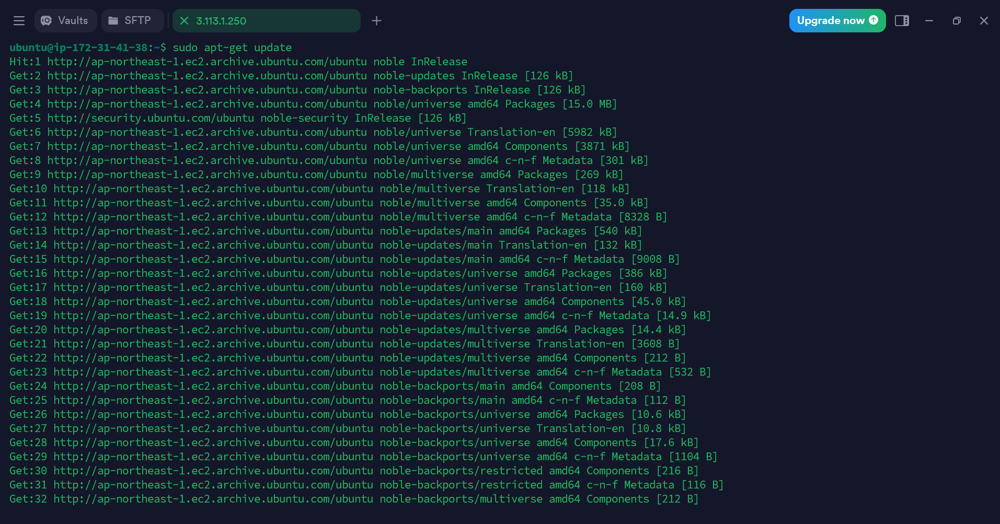 Vaults SFTP 3.113.1.250 Upgrade now
ubuntu@ip-172-31-41-38:~$ sudo apt-get update
Hit:1 http://ap-northeast-1.ec2.archive.ubuntu.com/ubuntu noble InRelease
Get:2 http://ap-northeast-1.ec2.archive.ubuntu.com/ubuntu noble-updates InRelease [126 kB]
Get:3 http://ap-northeast-1.ec2.archive.ubuntu.com/ubuntu noble-backports InRelease [126 kB]
Get:4 http://ap-northeast-1.ec2.archive.ubuntu.com/ubuntu noble/universe amd64 Packages [15.0 MB]
Get:5 http://security.ubuntu.com/ubuntu noble-security InRelease [126 kB]
Get:6 http://ap-northeast-1.ec2.archive.ubuntu.com/ubuntu noble/universe Translation-en [5982 kB]
Get:7 http://ap-northeast-1.ec2.archive.ubuntu.com/ubuntu noble/universe amd64 Components [3871 kB]
Get:8 http://ap-northeast-1.ec2.archive.ubuntu.com/ubuntu noble/universe amd64 c-n-f Metadata [301 kB]
Get:9 http://ap-northeast-1.ec2.archive.ubuntu.com/ubuntu noble/multiverse amd64 Packages [269 kB]
Get:10 http://ap-northeast-1.ec2.archive.ubuntu.com/ubuntu noble/multiverse Translation-en [118 kB]
Get:11 http://ap-northeast-1.ec2.archive.ubuntu.com/ubuntu noble/multiverse amd64 Components [35.0 kB]
Get:12 http://ap-northeast-1.ec2.archive.ubuntu.com/ubuntu noble/multiverse amd64 c-n-f Metadata [8328 B]
Get:13 http://ap-northeast-1.ec2.archive.ubuntu.com/ubuntu noble-updates/main amd64 Packages [540 kB]
Get:14 http://ap-northeast-1.ec2.archive.ubuntu.com/ubuntu noble-updates/main Translation-en [132 kB]
Get:15 http://ap-northeast-1.ec2.archive.ubuntu.com/ubuntu noble-updates/main amd64 c-n-f Metadata [9008 B]
Get:16 http://ap-northeast-1.ec2.archive.ubuntu.com/ubuntu noble-updates/universe amd64 Packages [386 kB]
Get:17 http://ap-northeast-1.ec2.archive.ubuntu.com/ubuntu noble-updates/universe Translation-en [160 kB]
Get:18 http://ap-northeast-1.ec2.archive.ubuntu.com/ubuntu noble-updates/universe amd64 Components [45.0 kB]
Get:19 http://ap-northeast-1.ec2.archive.ubuntu.com/ubuntu noble-updates/universe amd64 c-n-f Metadata [14.9 kB]
Get:20 http://ap-northeast-1.ec2.archive.ubuntu.com/ubuntu noble-updates/multiverse amd64 Packages [14.4 kB]
Get:21 http://ap-northeast-1.ec2.archive.ubuntu.com/ubuntu noble-updates/multiverse Translation-en [3608 B]
Get:22 http://ap-northeast-1.ec2.archive.ubuntu.com/ubuntu noble-updates/multiverse amd64 Components [212 B]
Get:23 http://ap-northeast-1.ec2.archive.ubuntu.com/ubuntu noble-updates/multiverse amd64 c-n-f Metadata [532 B]
Get:24 http://ap-northeast-1.ec2.archive.ubuntu.com/ubuntu noble-backports/main amd64 Components [208 B]
Get:25 http://ap-northeast-1.ec2.archive.ubuntu.com/ubuntu noble-backports/main amd64 c-n-f Metadata [112 B]
Get:26 http://ap-northeast-1.ec2.archive.ubuntu.com/ubuntu noble-backports/universe amd64 Packages [10.6 kB]
Get:27 http://ap-northeast-1.ec2.archive.ubuntu.com/ubuntu noble-backports/universe Translation-en [10.8 kB]
Get:28 http://ap-northeast-1.ec2.archive.ubuntu.com/ubuntu noble-backports/universe amd64 Components [17.6 kB]
Get:29 http://ap-northeast-1.ec2.archive.ubuntu.com/ubuntu noble-backports/universe amd64 c-n-f Metadata [1104 B]
Get:30 http://ap-northeast-1.ec2.archive.ubuntu.com/ubuntu noble-backports/restricted amd64 Components [216 B]
Get:31 http://ap-northeast-1.ec2.archive.ubuntu.com/ubuntu noble-backports/restricted amd64 c-n-f Metadata [116 B]
Get:32 http://ap-northeast-1.ec2.archive.ubuntu.com/ubuntu noble-backports/multiverse amd64 Components [212 B]